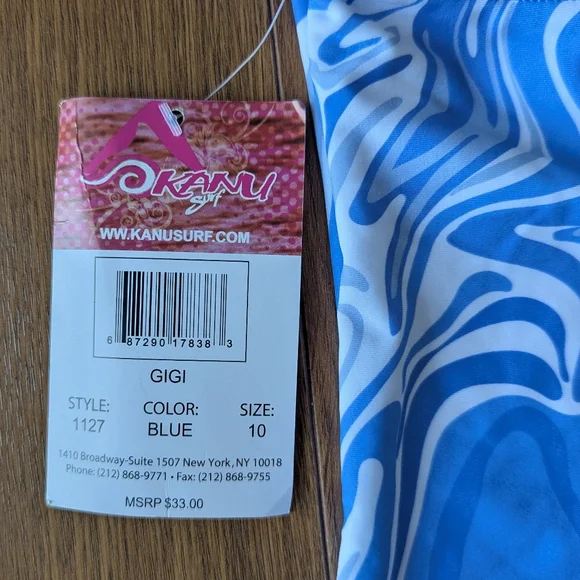 KANU
Surf
WWW.KANUSURF.COM
6 87290 17838 3
GIGI
STYLE: COLOR: SIZE:
1127 BLUE 10
1410 Broadway-Suite 1507 New York, NY 10018
Phone: (212) 868-9771 • Fax: (212) 868-9755
MSRP $33.00